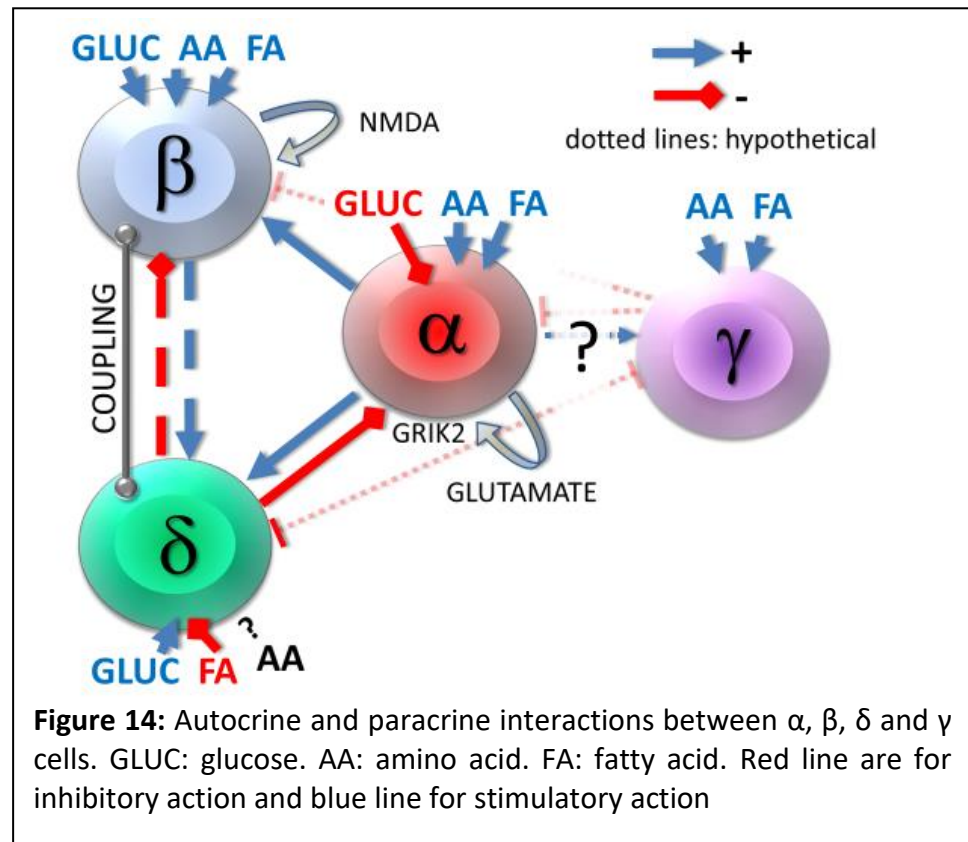 GLUC AA FA
+
-
dotted lines: hypothetical
β
NMDA
GLUC AA FA
AA FA
COUPLING
α
?
γ
GRIK2
GLUTAMATE
δ
?
GLUC FA AA
Figure 14: Autocrine and paracrine interactions between α, β, δ and γ
cells. GLUC: glucose. AA: amino acid. FA: fatty acid. Red line are for
inhibitory action and blue line for stimulatory action